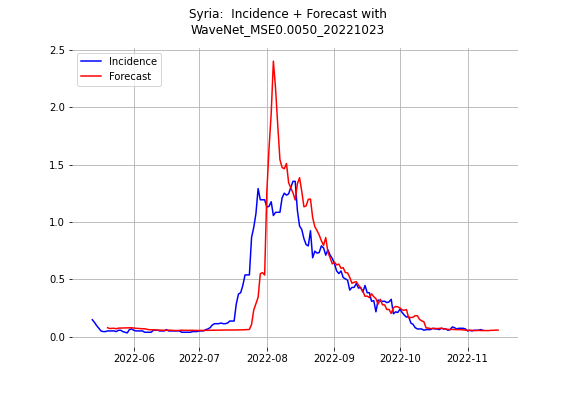 Syria:  Incidence + Forecast with
WaveNet_MSE0.0050_20221023
Incidence
Forecast
2.5
2.0
1.5
1.0
0.5
0.0
2022-06 2022-07 2022-08 2022-09 2022-10 2022-11